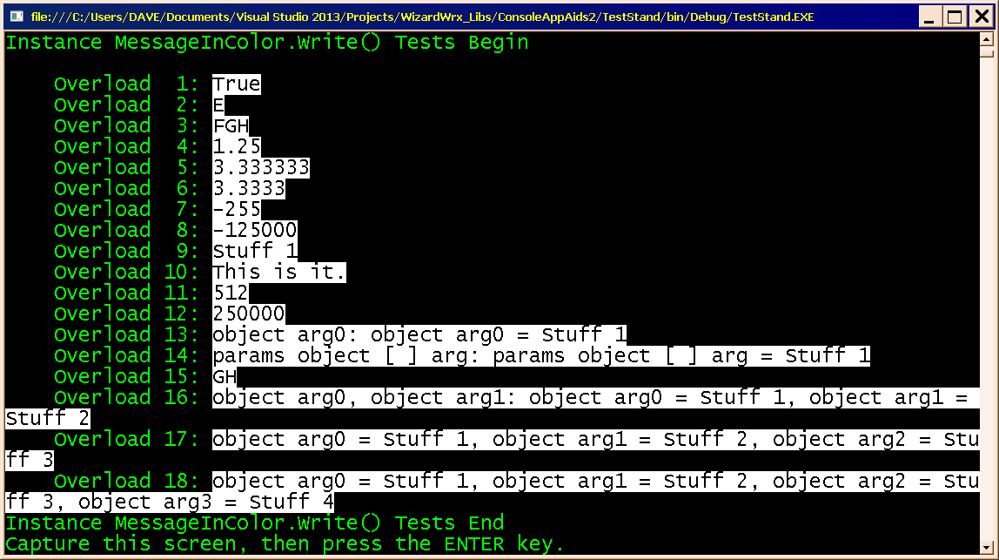 file:///C:/Users/DAVE/Documents/Visual Studio 2013/Projects/WizardWrx_Libs/ConsoleAppAids2/TestStand/bin/Debug/TestStand.EXE
Instance MessageInColor.Write() Tests Begin
Overload  1: True
Overload  2: E
Overload  3: FGH
Overload  4: 1.25
Overload  5: 3.333333
Overload  6: 3.3333
Overload  7: -255
Overload  8: -125000
Overload  9: Stuff 1
Overload 10: This is it.
Overload 11: 512
Overload 12: 250000
Overload 13: object arg0: object arg0 = Stuff 1
Overload 14: params object [ ] arg: params object [ ] arg = Stuff 1
Overload 15: GH
Overload 16: object arg0, object arg1: object arg0 = Stuff 1, object arg1 =
Stuff 2
Overload 17: object arg0 = Stuff 1, object arg1 = Stuff 2, object arg2 = Stu
ff 3
Overload 18: object arg0 = Stuff 1, object arg1 = Stuff 2, object arg2 = Stu
ff 3, object arg3 = Stuff 4
Instance MessageInColor.Write() Tests End
Capture this screen, then press the ENTER key.